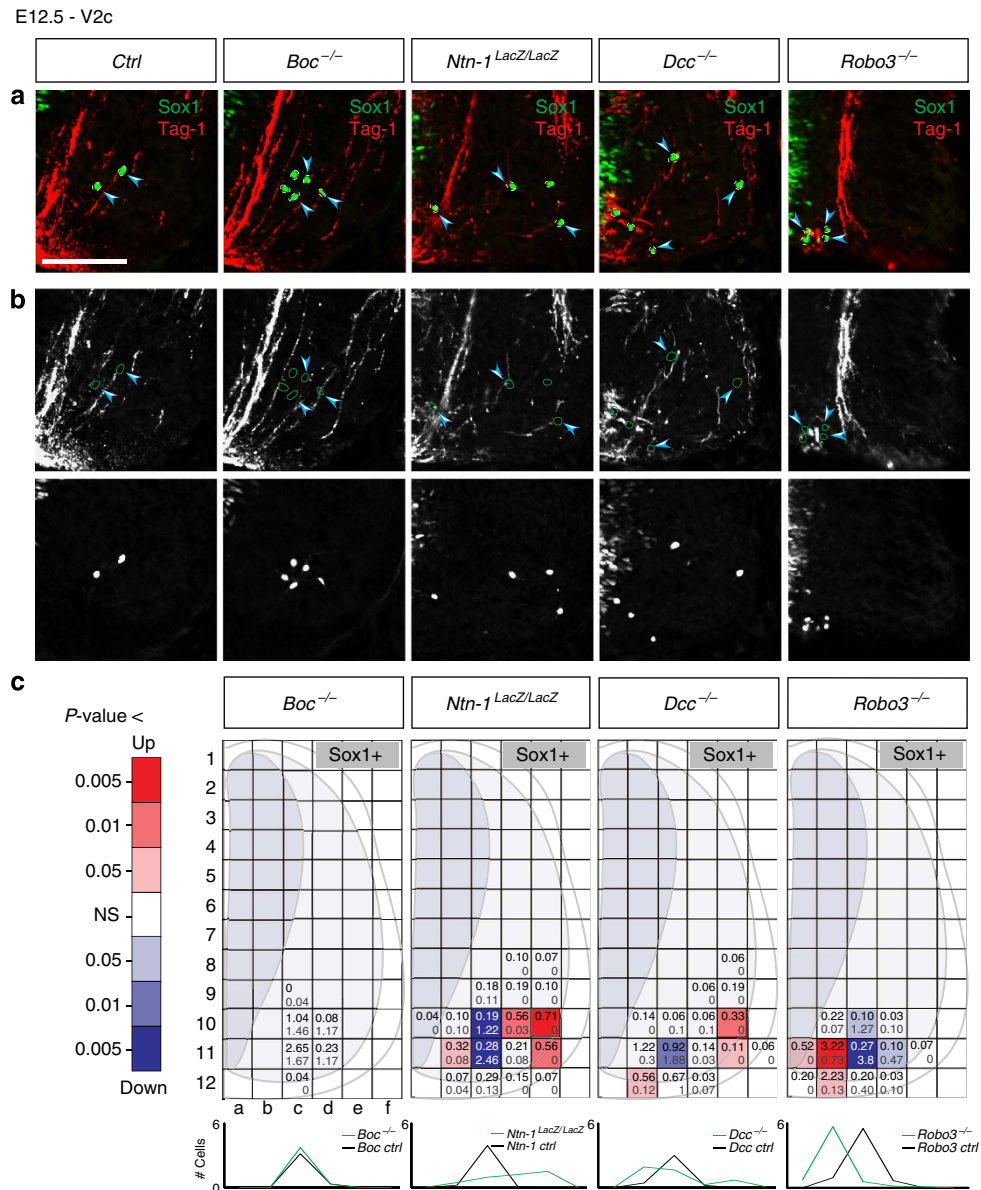 E12.5 - V2c
Ctrl
Boc−/−
Ntn-1LacZ/LacZ
Dcc−/−
Robo3−/−
a
Sox1
Tag-1
Sox1
Tag-1
Sox1
Tag-1
Sox1
Tag-1
Sox1
Tag-1
b
c
P-value <
Up
0.005
0.01
0.05
NS
0.05
0.01
0.005
Down
Boc−/−
Ntn-1LacZ/LacZ
Dcc−/−
Robo3−/−
1
2
3
4
5
6
7
8
9
10
11
12
a b c d e f
Sox1+
0
0.04
1.04 0.08
1.46 1.17
2.65 0.23
1.67 1.17
0.04
0
Sox1+
0.10 0.07
0 0
0.18 0.19 0.10
0.11 0 0
0.04 0.10 0.19 0.56 0.71
0 0.10 1.22 0.03 0
0.32 0.28 0.21 0.56
0.08 2.46 0.08 0
0.07 0.29 0.15 0.07
0.04 0.13 0 0
Sox1+
0.06
0
0.06 0.19
0 0
0.14 0.06 0.06 0.33
0 0.1 0.1 0
1.22 0.92 0.14 0.11 0.06
0.3 1.88 0.03 0 0
0.56 0.67 0.03
0.12 1 0.07
Sox1+
0.22 0.10 0.03
0.07 1.27 0.10
0.52 3.22 0.27 0.10 0.07
0 0.73 3.8 0.47 0
0.20 2.23 0.20 0.03
0 0.13 0.40 0.10
# Cells
6
0
Boc−/−
Boc ctrl
6
Ntn-1LacZ/LacZ
Ntn-1 ctrl
6
Dcc−/−
Dcc ctrl
6
Robo3−/−
Robo3 ctrl